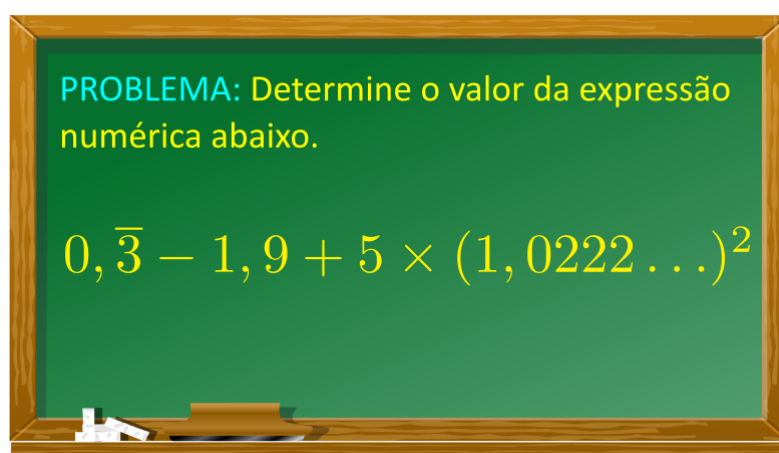 PROBLEMA: Determine o valor da expressão
numérica abaixo.
0,3̅ − 1,9 + 5 × (1,0222...)²